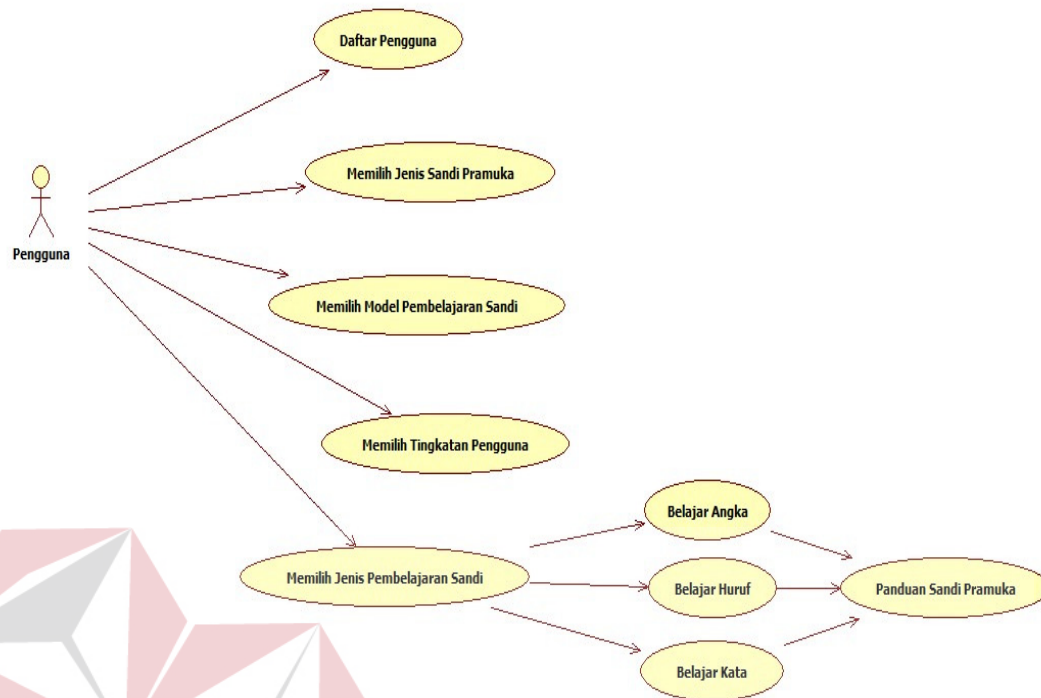 Daftar Pengguna
Memilih Jenis Sandi Pramuka
Pengguna
Memilih Model Pembelajaran Sandi
Memilih Tingkatan Pengguna
Belajar Angka
Memilih Jenis Pembelajaran Sandi
Belajar Huruf
Panduan Sandi Pramuka
Belajar Kata